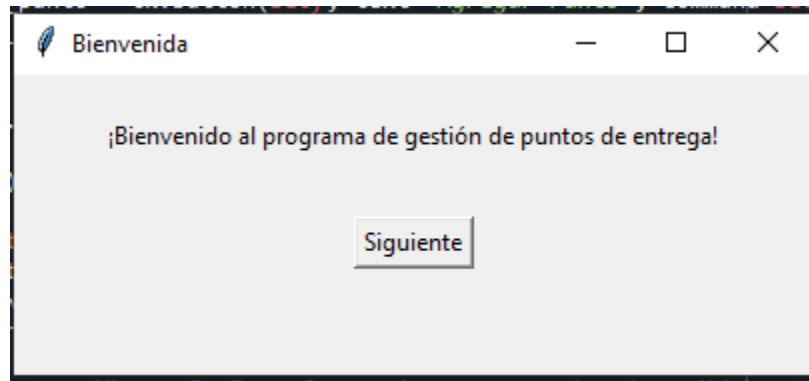 Bienvenida
¡Bienvenido al programa de gestión de puntos de entrega!
Siguiente